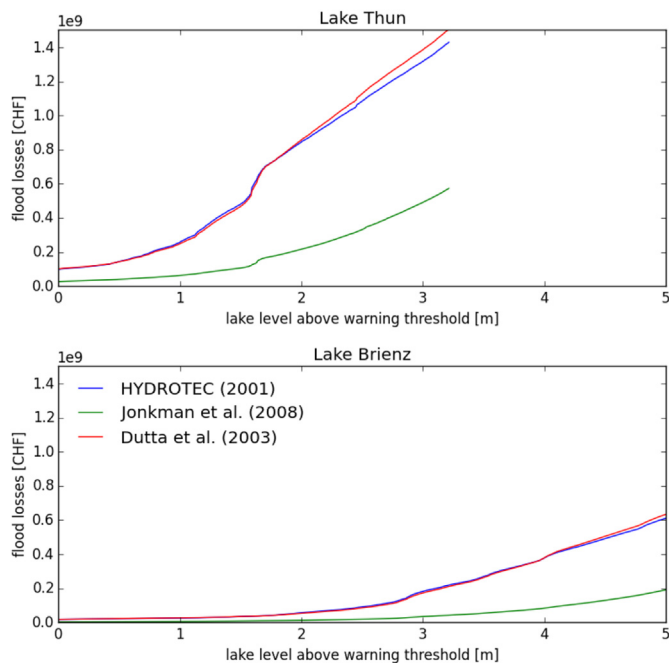 Lake Thun
1e9
1.4
1.2
1.0
0.8
0.6
0.4
0.2
0.0
flood losses [CHF]
0 1 2 3 4 5
lake level above warning threshold [m]
Lake Brienz
1e9
1.4
1.2
1.0
0.8
0.6
0.4
0.2
0.0
flood losses [CHF]
HYDROTEC (2001)
Jonkman et al. (2008)
Dutta et al. (2003)
0 1 2 3 4 5
lake level above warning threshold [m]